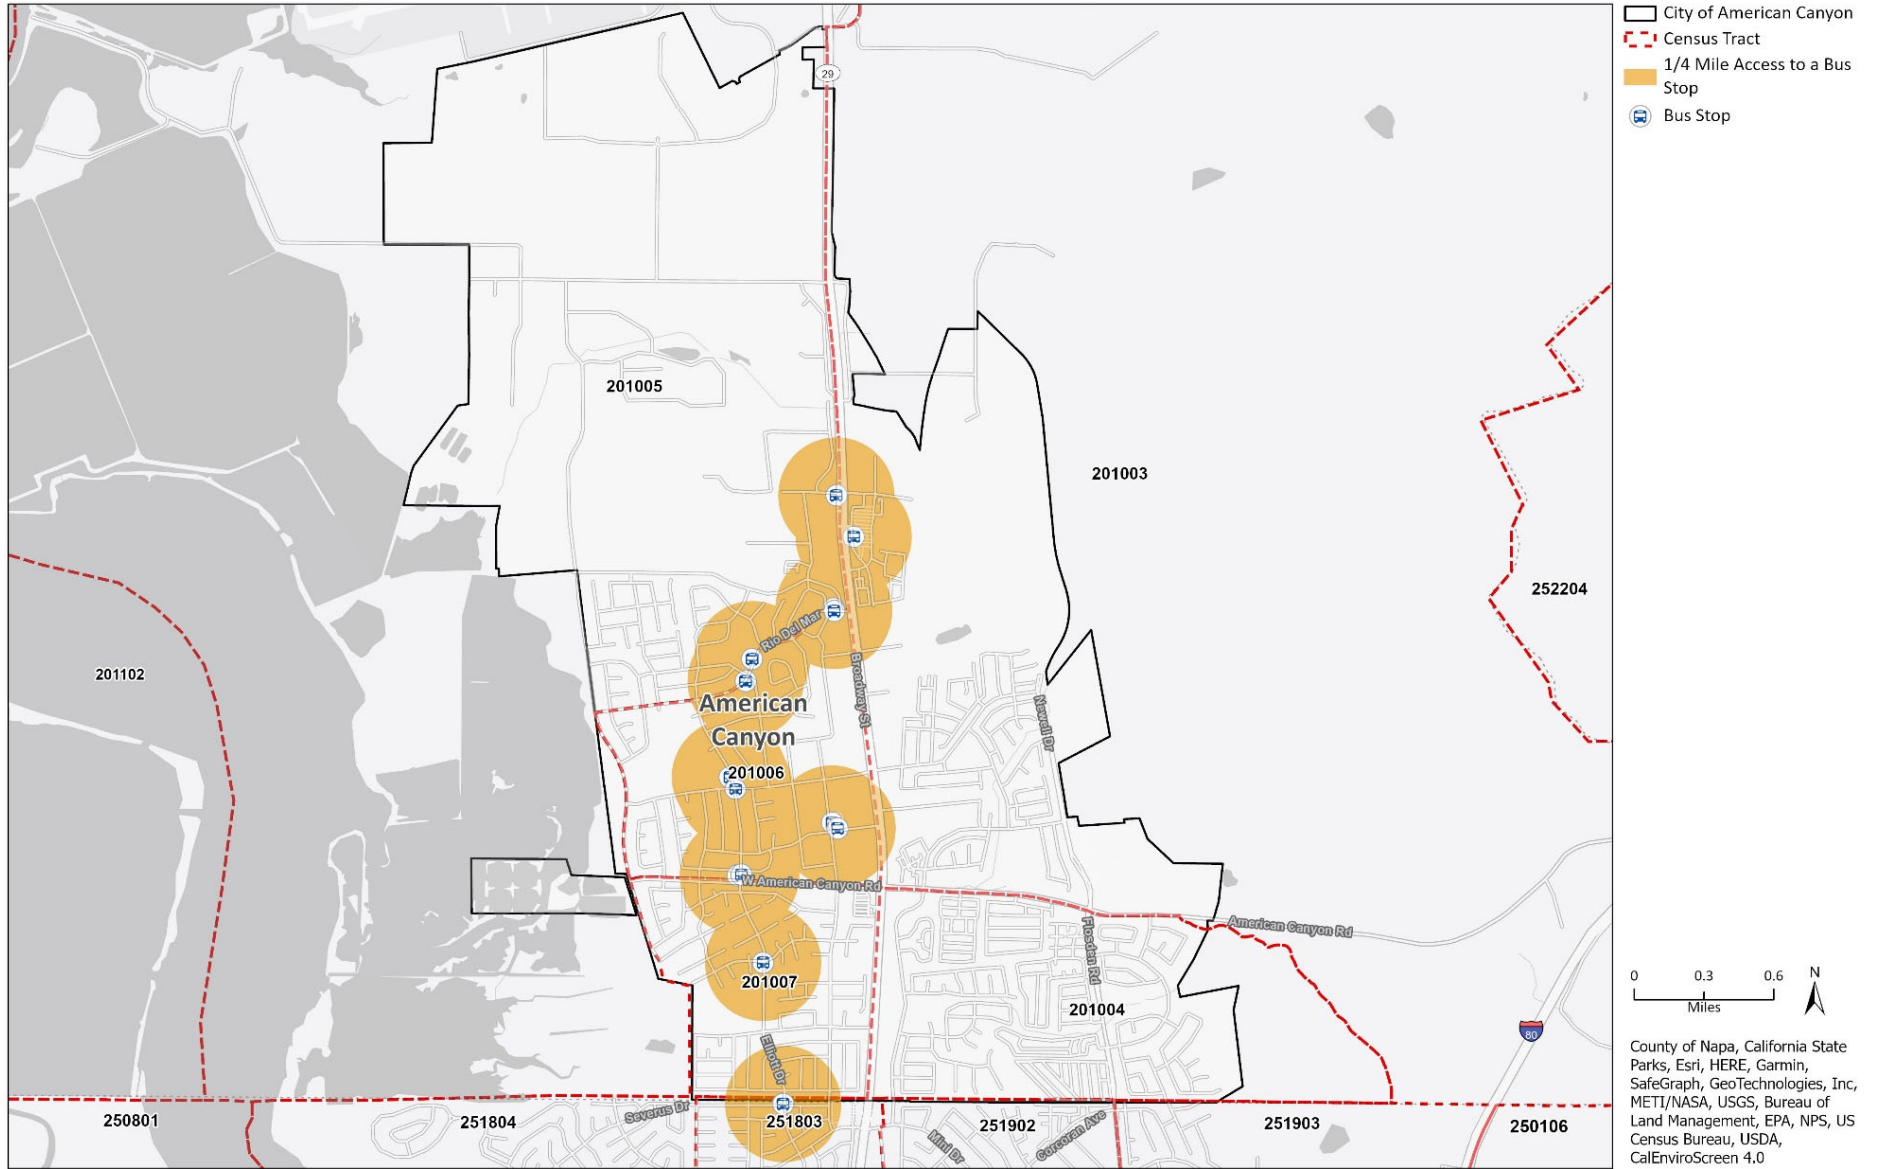 City of American Canyon
Census Tract
1/4 Mile Access to a Bus
Stop
Bus Stop
29
201005
201003
252204
201102
Rio Del Mar
Broadway St
American
Canyon
Newell Dr
201006
W American Canyon Rd
American Canyon Rd
Flosden Rd
201007
201004
Elliott Dr
80
250801
251804
Severus Dr
251803
Mini Dr
251902
Corcoran Ave
251903
250106
0 0.3 0.6
Miles
N
County of Napa, California State
Parks, Esri, HERE, Garmin,
SafeGraph, GeoTechnologies, Inc,
METI/NASA, USGS, Bureau of
Land Management, EPA, NPS, US
Census Bureau, USDA,
CalEnviroScreen 4.0